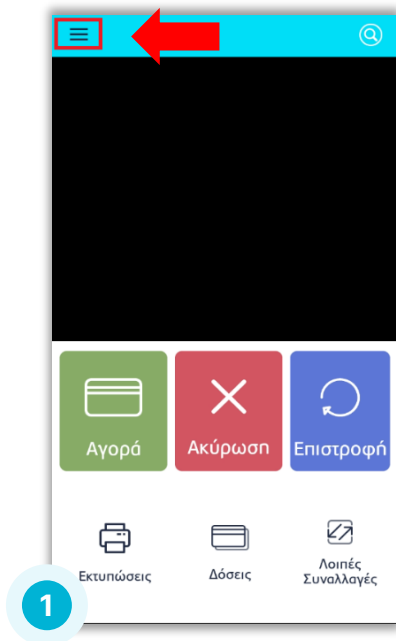 Αγορά
Ακύρωση
Επιστροφή
Εκτυπώσεις
Δόσεις
Λοιπές
Συναλλαγές
1